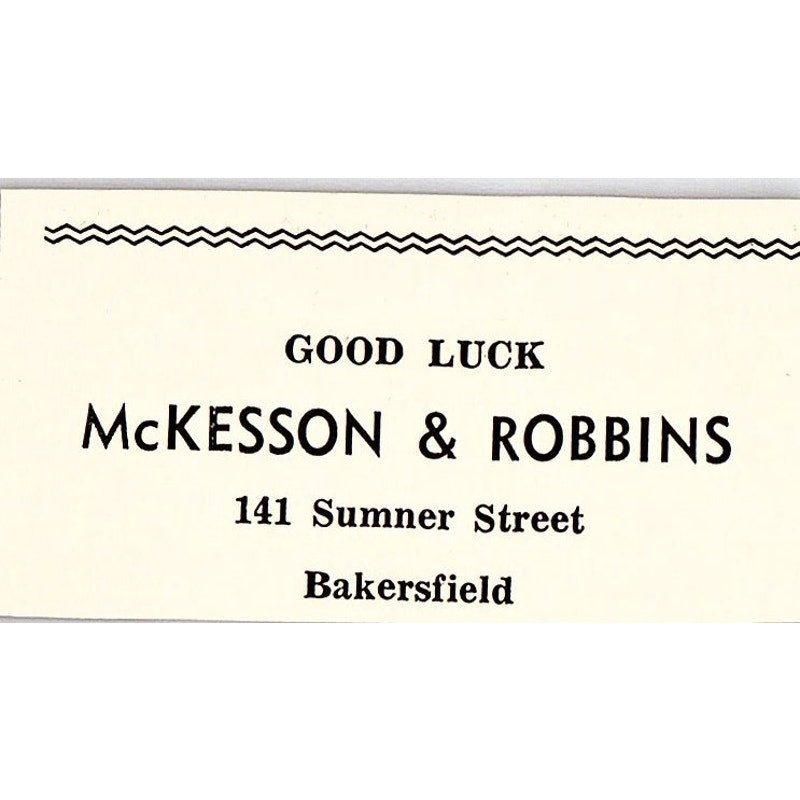 GOOD LUCK
McKESSON & ROBBINS
141 Sumner Street
Bakersfield